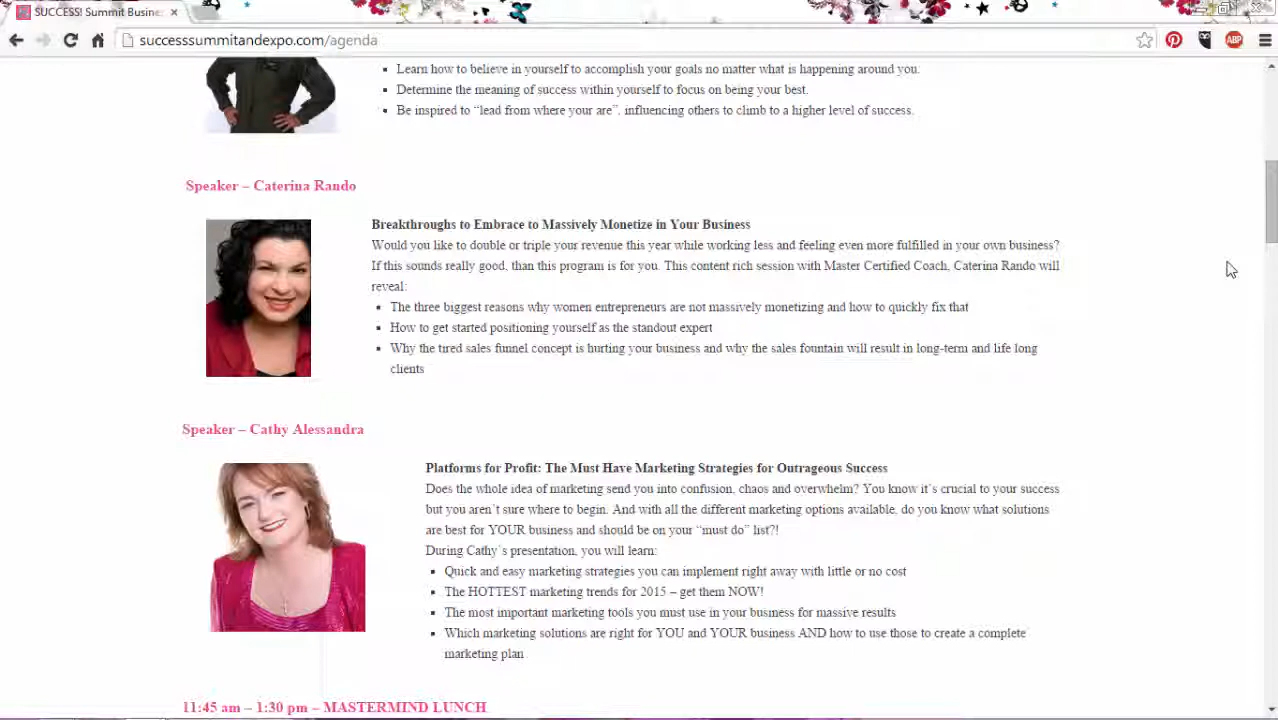 SUCCESS! Summit Busine
successsummitandexpo.com/agenda
ABP
Learn how to believe in yourself to accomplish your goals no matter what is happening around you.
Determine the meaning of success within yourself to focus on being your best.
Be inspired to “lead from where your are”. influencing others to climb to a higher level of success.
Speaker – Caterina Rando
Breakthroughs to Embrace to Massively Monetize in Your Business
Would you like to double or triple your revenue this year while working less and feeling even more fulfilled in your own business?
If this sounds really good, than this program is for you. This content rich session with Master Certified Coach, Caterina Rando will
reveal:
The three biggest reasons why women entrepreneurs are not massively monetizing and how to quickly fix that
How to get started positioning yourself as the standout expert
Why the tired sales funnel concept is hurting your business and why the sales fountain will result in long-term and life long
clients
Speaker – Cathy Alessandra
Platforms for Profit: The Must Have Marketing Strategies for Outrageous Success
Does the whole idea of marketing send you into confusion, chaos and overwhelm? You know it’s crucial to your success
but you aren’t sure where to begin. And with all the different marketing options available, do you know what solutions
are best for YOUR business and should be on your “must do” list?!
During Cathy’s presentation, you will learn:
Quick and easy marketing strategies you can implement right away with little or no cost
The HOTTEST marketing trends for 2015 – get them NOW!
The most important marketing tools you must use in your business for massive results
Which marketing solutions are right for YOU and YOUR business AND how to use those to create a complete
marketing plan
11:45 am – 1:30 pm – MASTERMIND LUNCH